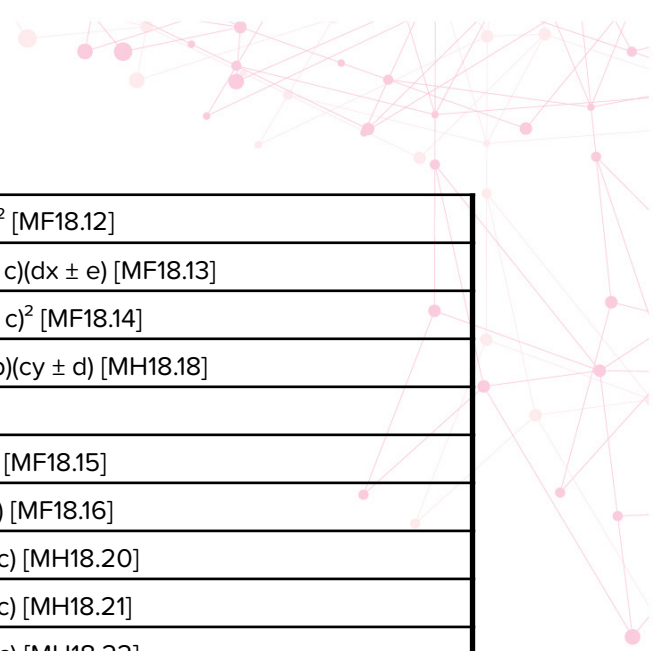 ² [MF18.12]
c)(dx ± e) [MF18.13]
c)² [MF18.14]
)(cy ± d) [MH18.18]
[MF18.15]
) [MF18.16]
c) [MH18.20]
c) [MH18.21]